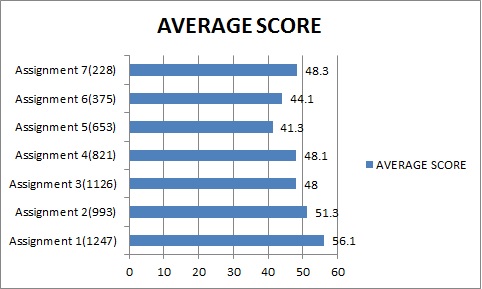 AVERAGE SCORE
Assignment 7(228) 48.3
Assignment 6(375) 44.1
Assignment 5(653) 41.3
Assignment 4(821) 48.1
Assignment 3(1126) 48
Assignment 2(993) 51.3
Assignment 1(1247) 56.1
0 10 20 30 40 50 60
AVERAGE SCORE